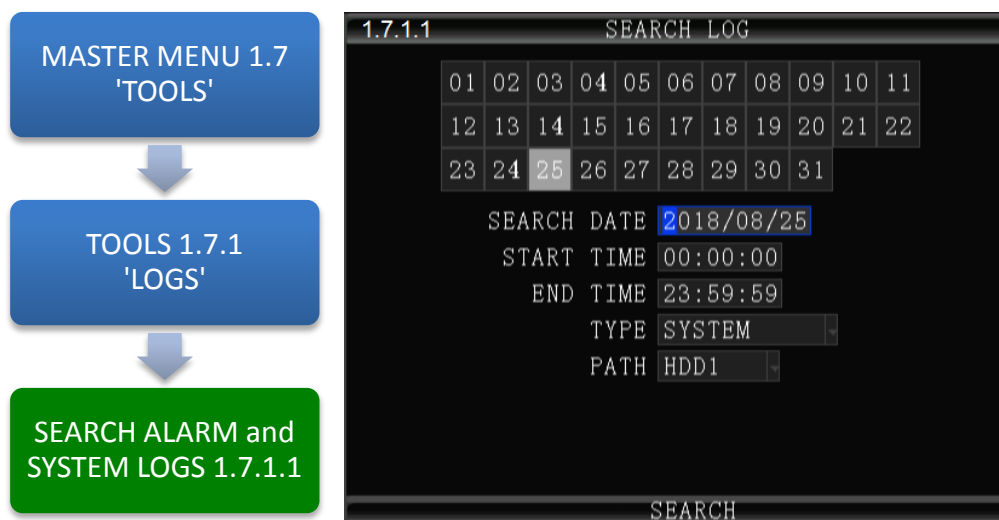 MASTER MENU 1.7
'TOOLS'
TOOLS 1.7.1
'LOGS'
SEARCH ALARM and
SYSTEM LOGS 1.7.1.1
1.7.1.1 SEARCH LOG
01 02 03 04 05 06 07 08 09 10 11
12 13 14 15 16 17 18 19 20 21 22
23 24 25 26 27 28 29 30 31
SEARCH DATE 2018/08/25
START TIME 00:00:00
END TIME 23:59:59
TYPE SYSTEM
PATH HDD1
SEARCH